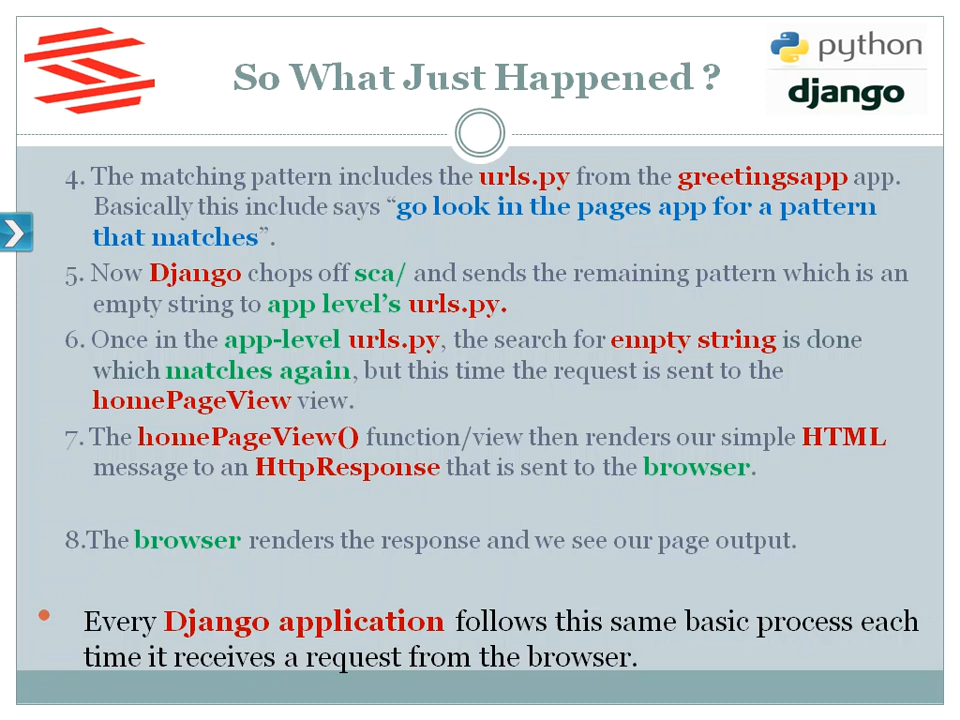 So What Just Happened ?
python
django
4. The matching pattern includes the urls.py from the greetingsapp app.
Basically this include says “go look in the pages app for a pattern
that matches”.
5. Now Django chops off sca/ and sends the remaining pattern which is an
empty string to app level’s urls.py.
6. Once in the app-level urls.py, the search for empty string is done
which matches again, but this time the request is sent to the
homePageView view.
7. The homePageView() function/view then renders our simple HTML
message to an HttpResponse that is sent to the browser.
8.The browser renders the response and we see our page output.
• Every Django application follows this same basic process each
time it receives a request from the browser.